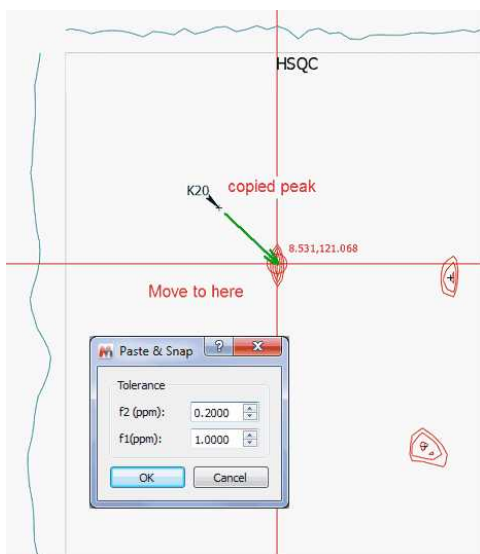 HSQC
K20
copied peak
8.531,121.068
Move to here
Paste & Snap
Tolerance
f2 (ppm):
0.2000
f1(ppm):
1.0000
OK
Cancel